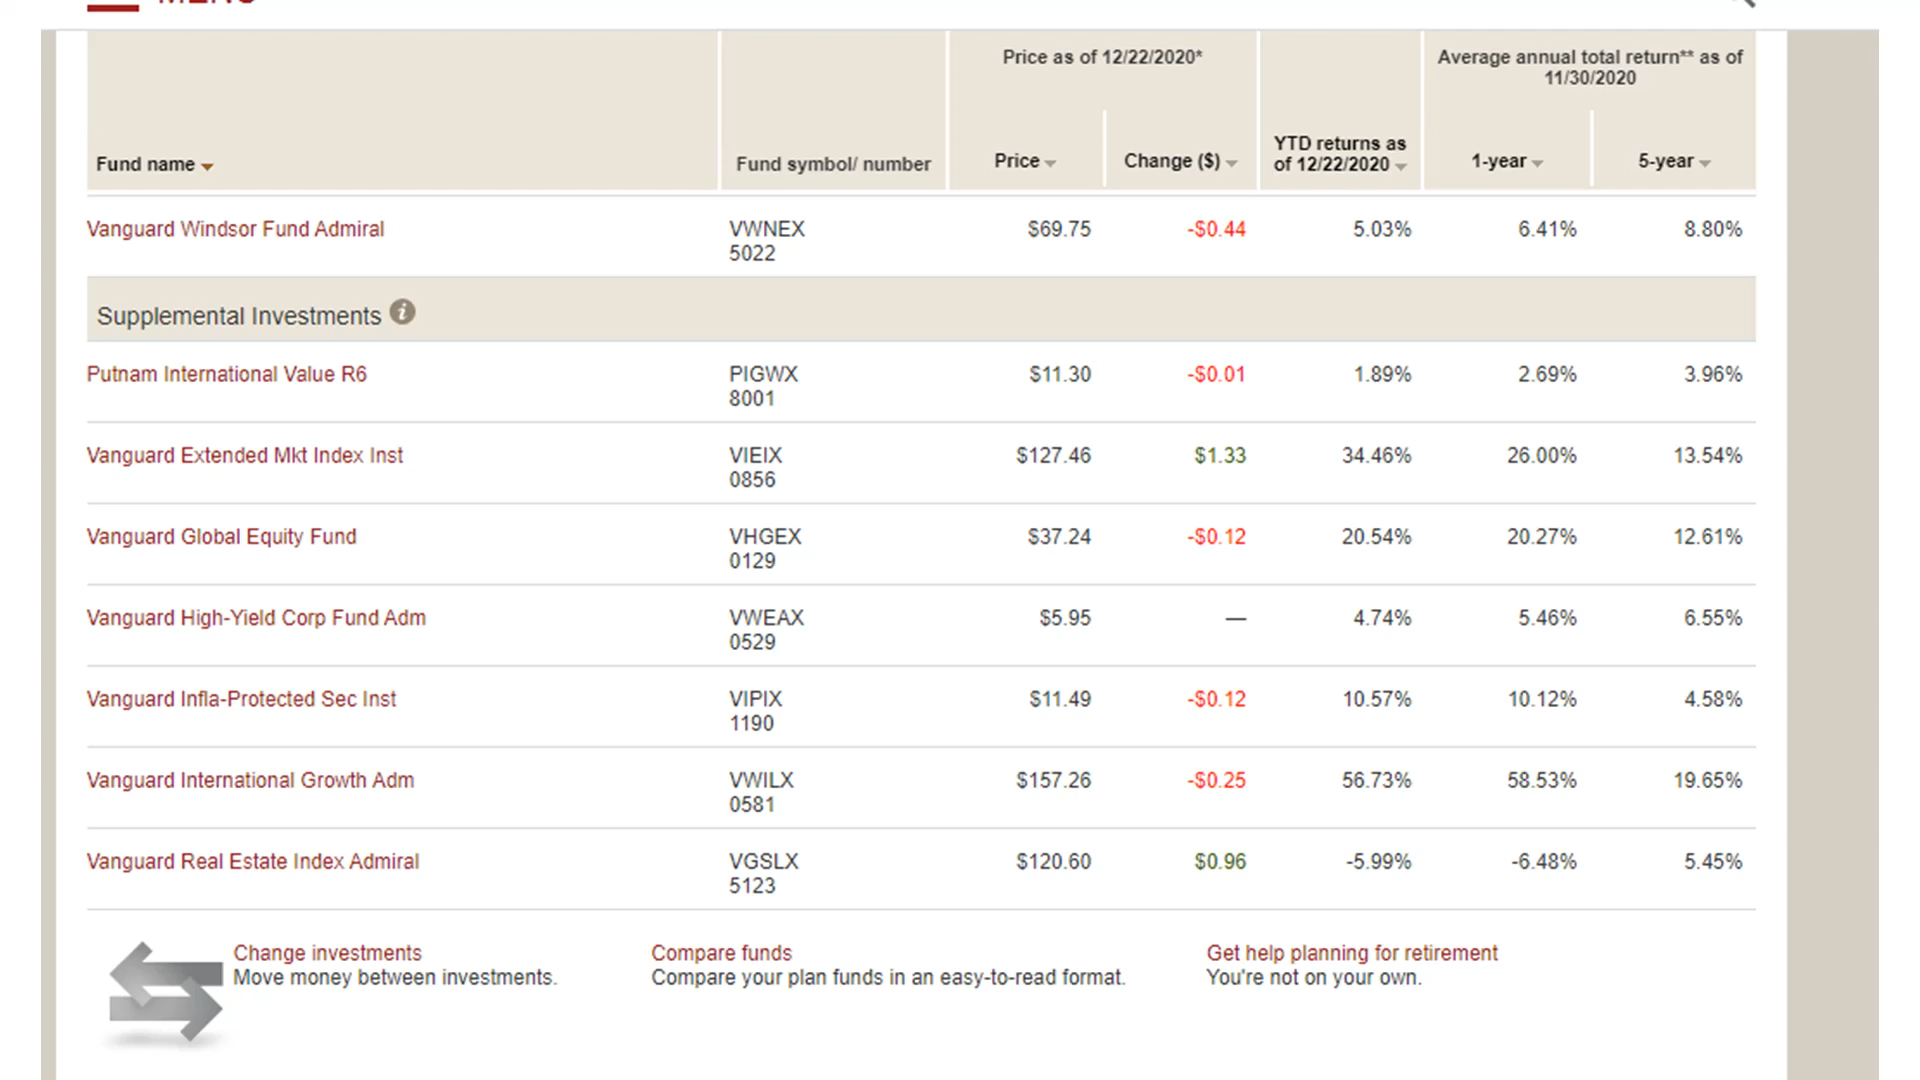 MENU
Price as of 12/22/2020*
Average annual total return** as of
11/30/2020
YTD returns as
of 12/22/2020
Fund name Fund symbol/ number Price Change ($) 1-year 5-year
Vanguard Windsor Fund Admiral VWNEX $69.75 -$0.44 5.03% 6.41% 8.80%
5022
Supplemental Investments i
Putnam International Value R6 PIGWX $11.30 -$0.01 1.89% 2.69% 3.96%
8001
Vanguard Extended Mkt Index Inst VIEIX $127.46 $1.33 34.46% 26.00% 13.54%
0856
Vanguard Global Equity Fund VHGEX $37.24 -$0.12 20.54% 20.27% 12.61%
0129
Vanguard High-Yield Corp Fund Adm VWEAX $5.95 — 4.74% 5.46% 6.55%
0529
Vanguard Infla-Protected Sec Inst VIPIX $11.49 -$0.12 10.57% 10.12% 4.58%
1190
Vanguard International Growth Adm VWILX $157.26 -$0.25 56.73% 58.53% 19.65%
0581
Vanguard Real Estate Index Admiral VGSLX $120.60 $0.96 -5.99% -6.48% 5.45%
5123
Change investments
Move money between investments.
Compare funds
Compare your plan funds in an easy-to-read format.
Get help planning for retirement
You're not on your own.